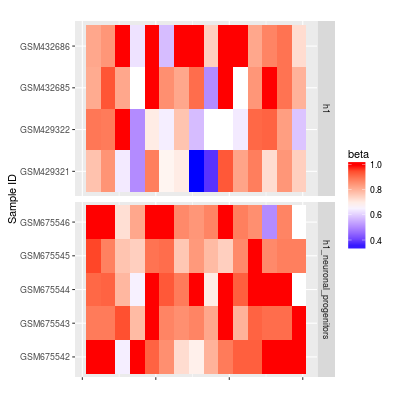 Sample ID
GSM432686
GSM432685
GSM429322
GSM429321
h1
GSM675546
GSM675545
GSM675544
GSM675543
GSM675542
h1_neuronal_progenitors
beta
1.0
0.8
0.6
0.4